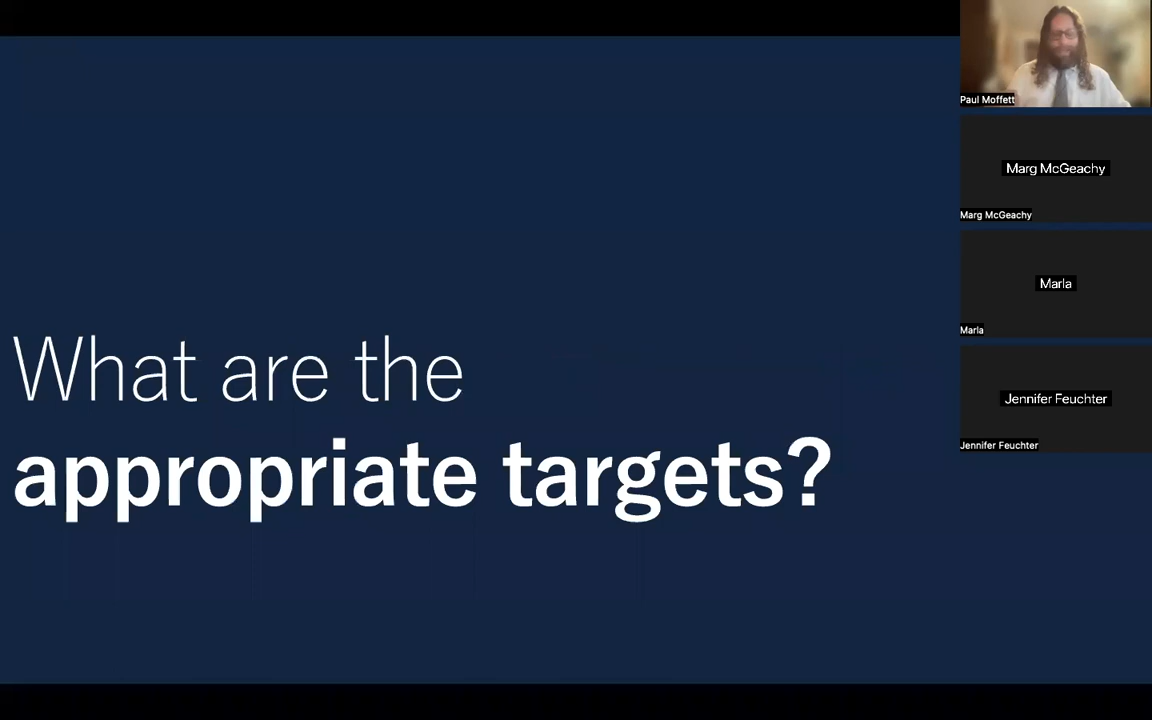 What are the
appropriate targets?
Paul Moffett
Marg McGeachy
Marg McGeachy
Marla
Marla
Jennifer Feuchter
Jennifer Feuchter